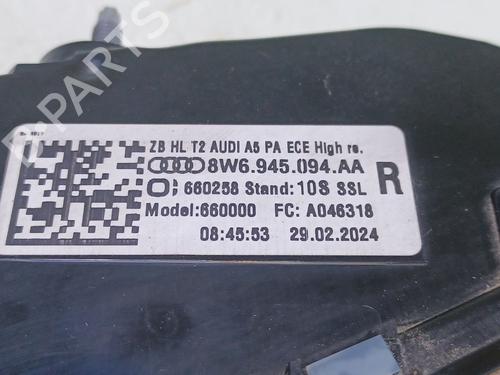 ZB HL T2 AUDI A5 PA ECE High re.
8W6.945.094.AA
660258 Stand: 10S SSL
R
Model:660000 FC: A046318
08:45:53 29.02.2024